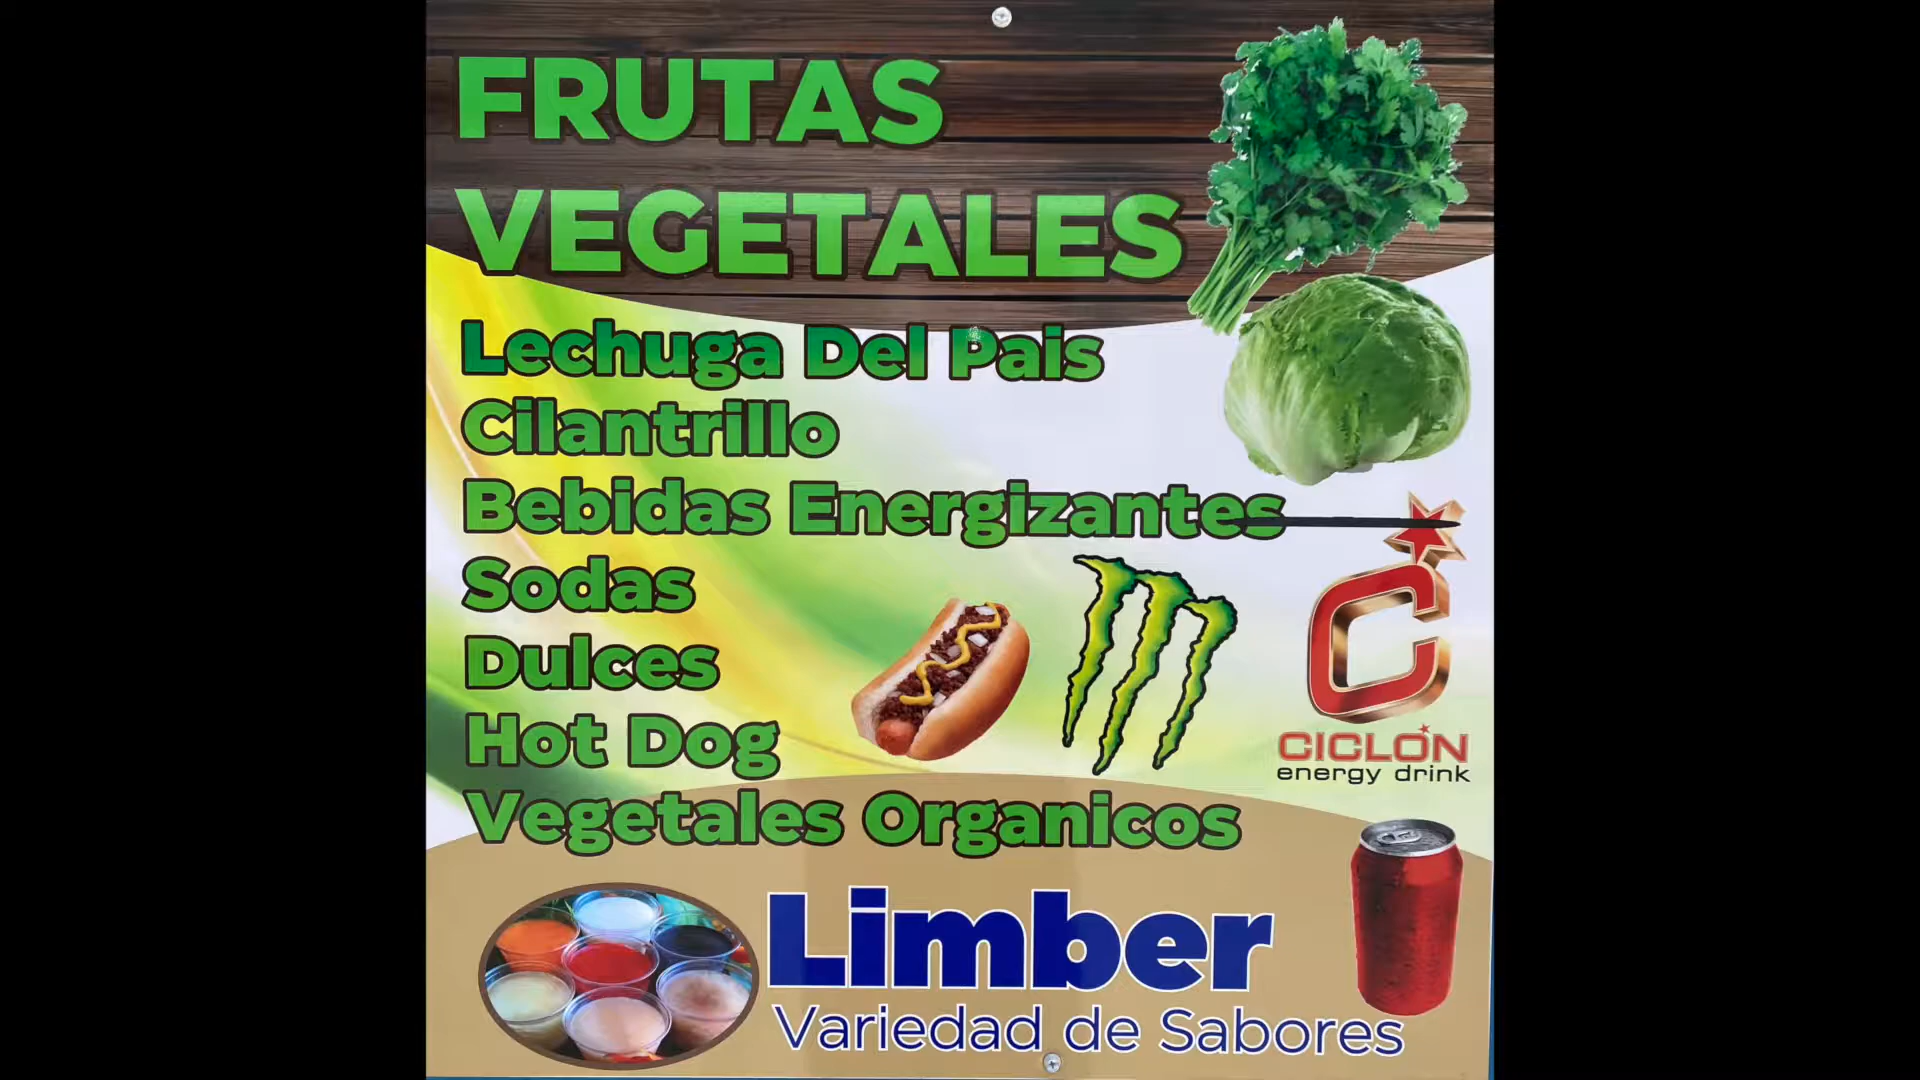 FRUTAS
VEGETALES
Lechuga Del Pais
Cilantrillo
Bebidas Energizantes
Sodas
Dulces
Hot Dog
CICLON
energy drink
Vegetales Organicos
Limber
Variedad de Sabores